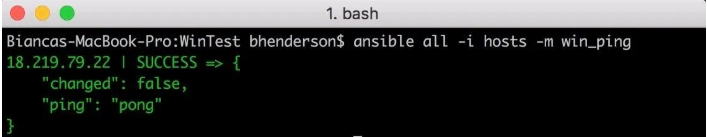 1. bash
Biancas-MacBook-Pro:WinTest bhenderson$ ansible all -i hosts -m win_ping
18.219.79.22 | SUCCESS => {
    "changed": false,
    "ping": "pong"
}